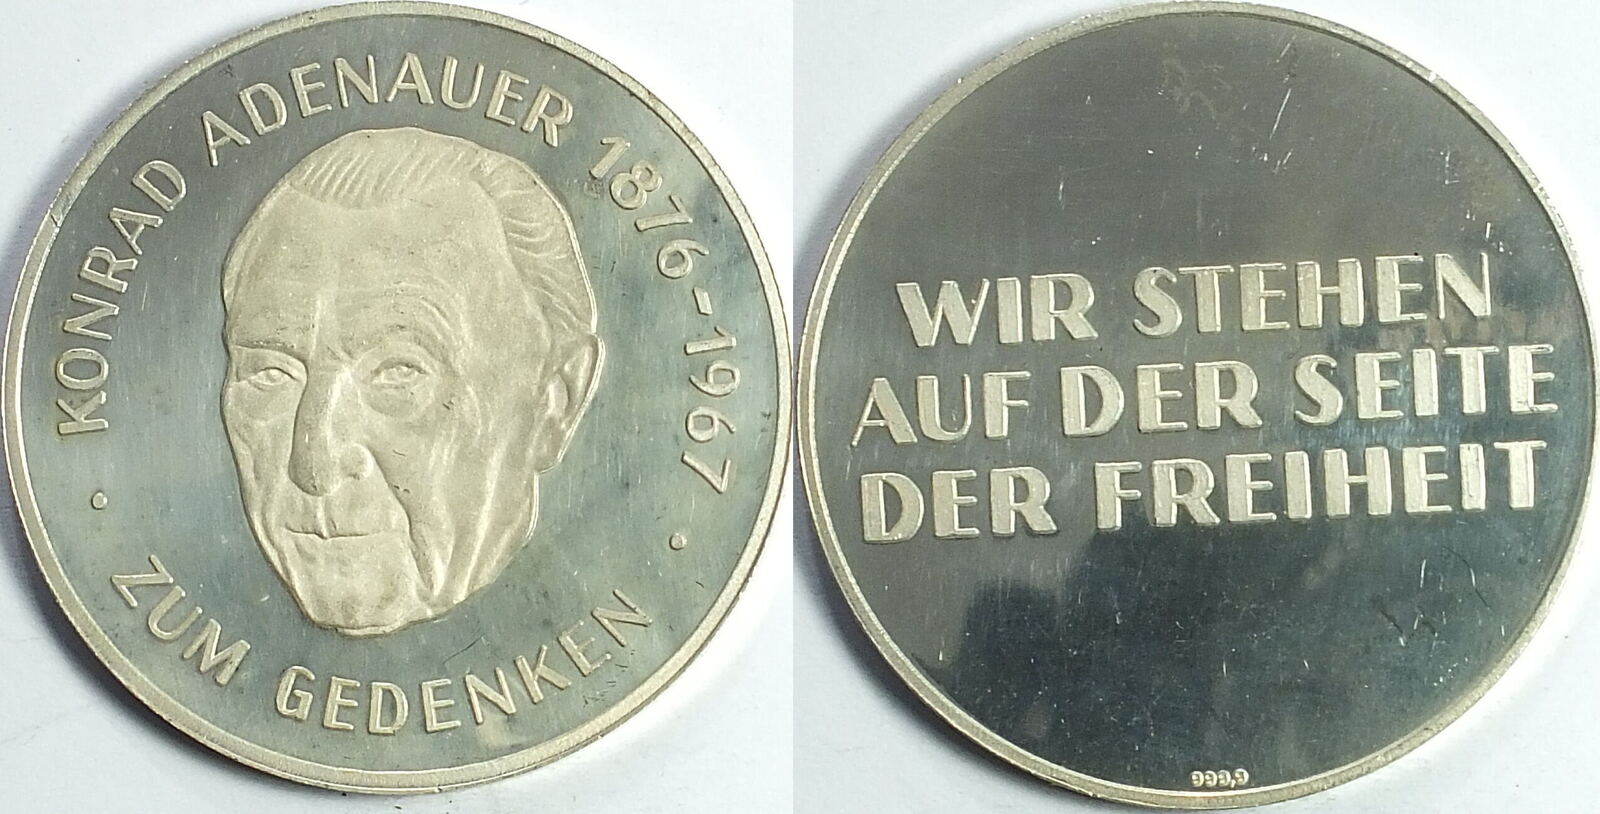 KONRAD ADENAUER 1876-1967
· ZUM GEDENKEN ·
WIR STEHEN
AUF DER SEITE
DER FREIHEIT
999,9